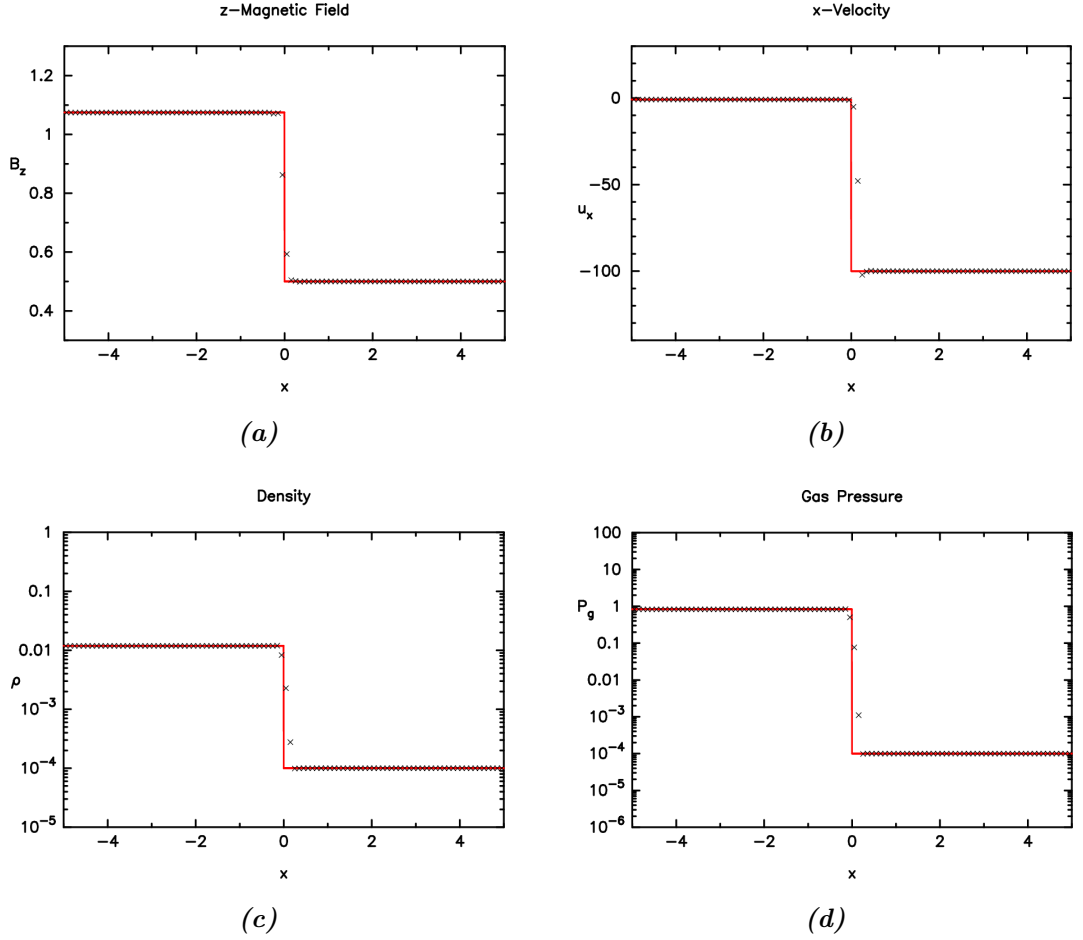 z-Magnetic Field
1.2
1
B_z
0.8
0.6
0.4
−4 −2 0 2 4
x
(a)
x-Velocity
0
−50
u_x
−100
−4 −2 0 2 4
x
(b)
Density
1
0.1
0.01
ρ
10^−3
10^−4
10^−5
−4 −2 0 2 4
x
(c)
Gas Pressure
100
10
P_g 1
0.1
0.01
10^−3
10^−4
10^−5
10^−6
−4 −2 0 2 4
x
(d)